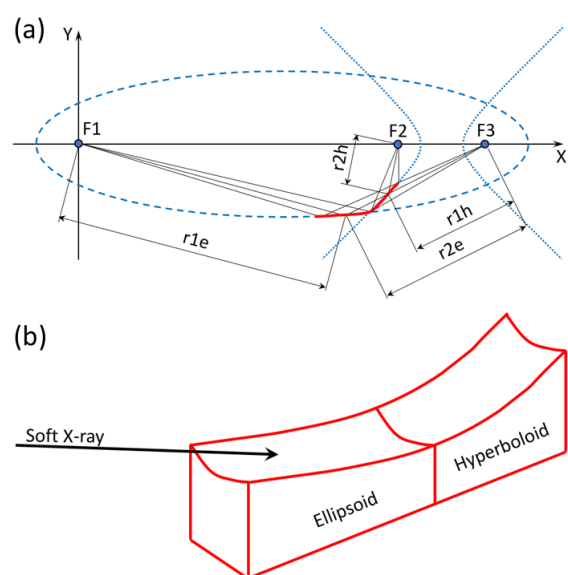 (a)
Y
F1
F2
F3
X
r2h
r1h
r1e
r2e
(b)
Soft X-ray
Hyperboloid
Ellipsoid